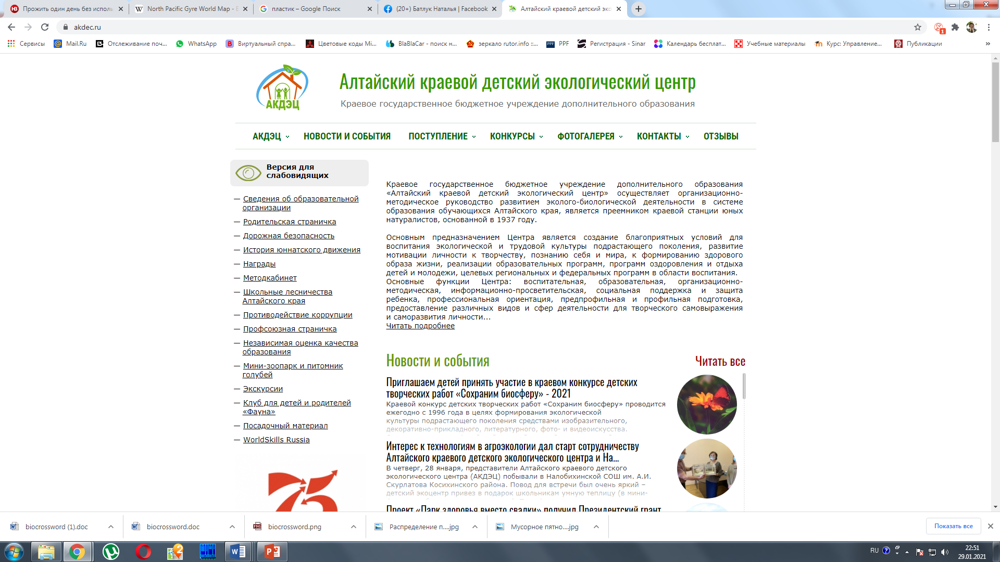 Прожить один день без исполь
North Pacific Gyre World Map - E
пластик – Google Поиск
(20+) Батлук Наталья | Facebook
Алтайский краевой детский эко
akdec.ru
Сервисы
Mail.Ru
Отслеживание поч...
WhatsApp
Виртуальный спра...
Цветовые коды Mi...
BlaBlaCar - поиск н...
зеркало rutor.info ::...
PPF
Регистрация - Sinar
Календарь бесплат...
Учебные материалы
Курс: Управление...
Публикации
»
АКДЭЦ
Алтайский краевой детский экологический центр
Краевое государственное бюджетное учреждение дополнительного образования
АКДЭЦ
НОВОСТИ И СОБЫТИЯ
ПОСТУПЛЕНИЕ
КОНКУРСЫ
ФОТОГАЛЕРЕЯ
КОНТАКТЫ
ОТЗЫВЫ
Версия для
слабовидящих
— Сведения об образовательной
организации
— Родительская страничка
— Дорожная безопасность
— История юннатского движения
— Награды
— Методкабинет
— Школьные лесничества
Алтайского края
— Противодействие коррупции
— Профсоюзная страничка
— Независимая оценка качества
образования
— Мини-зоопарк и питомник
голубей
— Экскурсии
— Клуб для детей и родителей
«Фауна»
— Посадочный материал
— WorldSkills Russia
75
Краевое государственное бюджетное учреждение дополнительного образования
«Алтайский краевой детский экологический центр» осуществляет организационно-
методическое руководство развитием эколого-биологической деятельности в системе
образования обучающихся Алтайского края, является преемником краевой станции юных
натуралистов, основанной в 1937 году.
Основным предназначением Центра является создание благоприятных условий для
воспитания экологической и трудовой культуры подрастающего поколения, развитие
мотивации личности к творчеству, познанию себя и мира, к формированию здорового
образа жизни, реализации образовательных программ, программ оздоровления и отдыха
детей и молодежи, целевых региональных и федеральных программ в области воспитания.
Основные функции Центра: воспитательная, образовательная, организационно-
методическая, информационно-просветительская, социальная поддержка и защита
ребенка, профессиональная ориентация, предпрофильная и профильная подготовка,
предоставление различных видов и сфер деятельности для творческого самовыражения
и саморазвития личности...
Читать подробнее
Новости и события
Читать все
Приглашаем детей принять участие в краевом конкурсе детских
творческих работ «Сохраним биосферу» - 2021
Краевой конкурс детских творческих работ «Сохраним биосферу» проводится
ежегодно с 1996 года в целях формирования экологической
культуры подрастающего поколения средствами изобразительного,
декоративно-прикладного, литературного, фото- и видеоискусства.
Интерес к технологиям в агроэкологии дал старт сотрудничеству
Алтайского краевого детского экологического центра и На...
В четверг, 28 января, представители Алтайского краевого детского
экологического центра (АКДЭЦ) побывали в Налобихинской СОШ им. А.И.
Скурлатова Косихинского района. Повод для встречи был очень яркий –
детский экоцентр привез в подарок школьникам умную теплицу (в мини-
Проект «Парк здоровья вместо свалки» получил Президентский грант
biocrossword (1).doc
biocrossword.doc
biocrossword.png
Распределение п....jpg
Мусорное пятно....jpg
Показать все
RU
22:51
29.01.2021